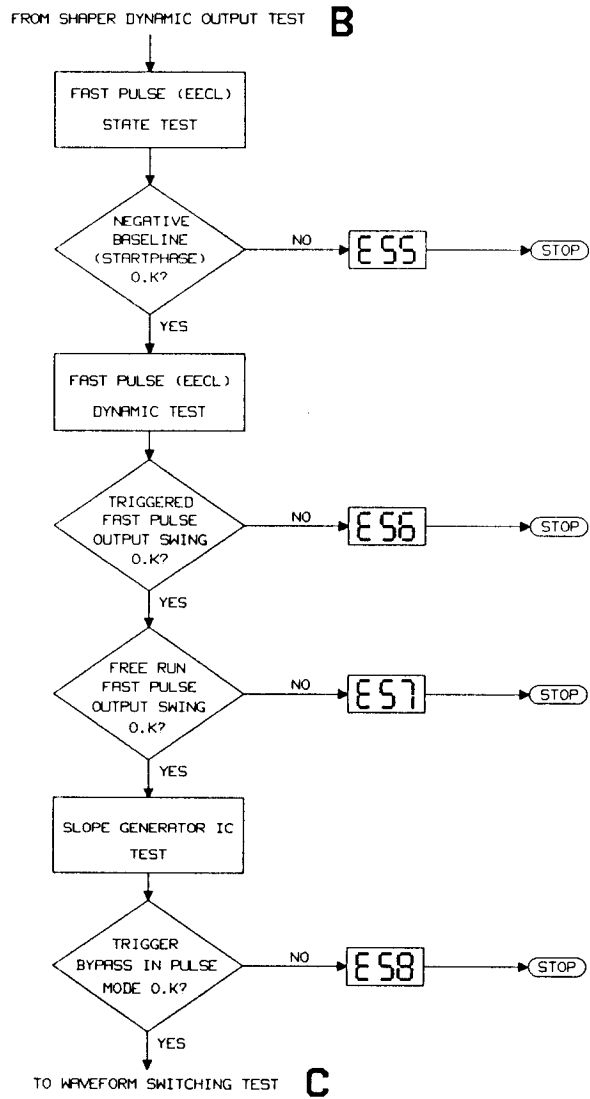 FROM SHAPER DYNAMIC OUTPUT TEST B
FAST PULSE (EECL)
STATE TEST
NEGATIVE
BASELINE
(STARTPHASE)
O.K?
NO
E55
STOP
YES
FAST PULSE (EECL)
DYNAMIC TEST
TRIGGERED
FAST PULSE
OUTPUT SWING
O.K?
NO
E56
STOP
YES
FREE RUN
FAST PULSE
OUTPUT SWING
O.K?
NO
E57
STOP
YES
SLOPE GENERATOR IC
TEST
TRIGGER
BYPASS IN PULSE
MODE O.K?
NO
E58
STOP
YES
TO WAVEFORM SWITCHING TEST C